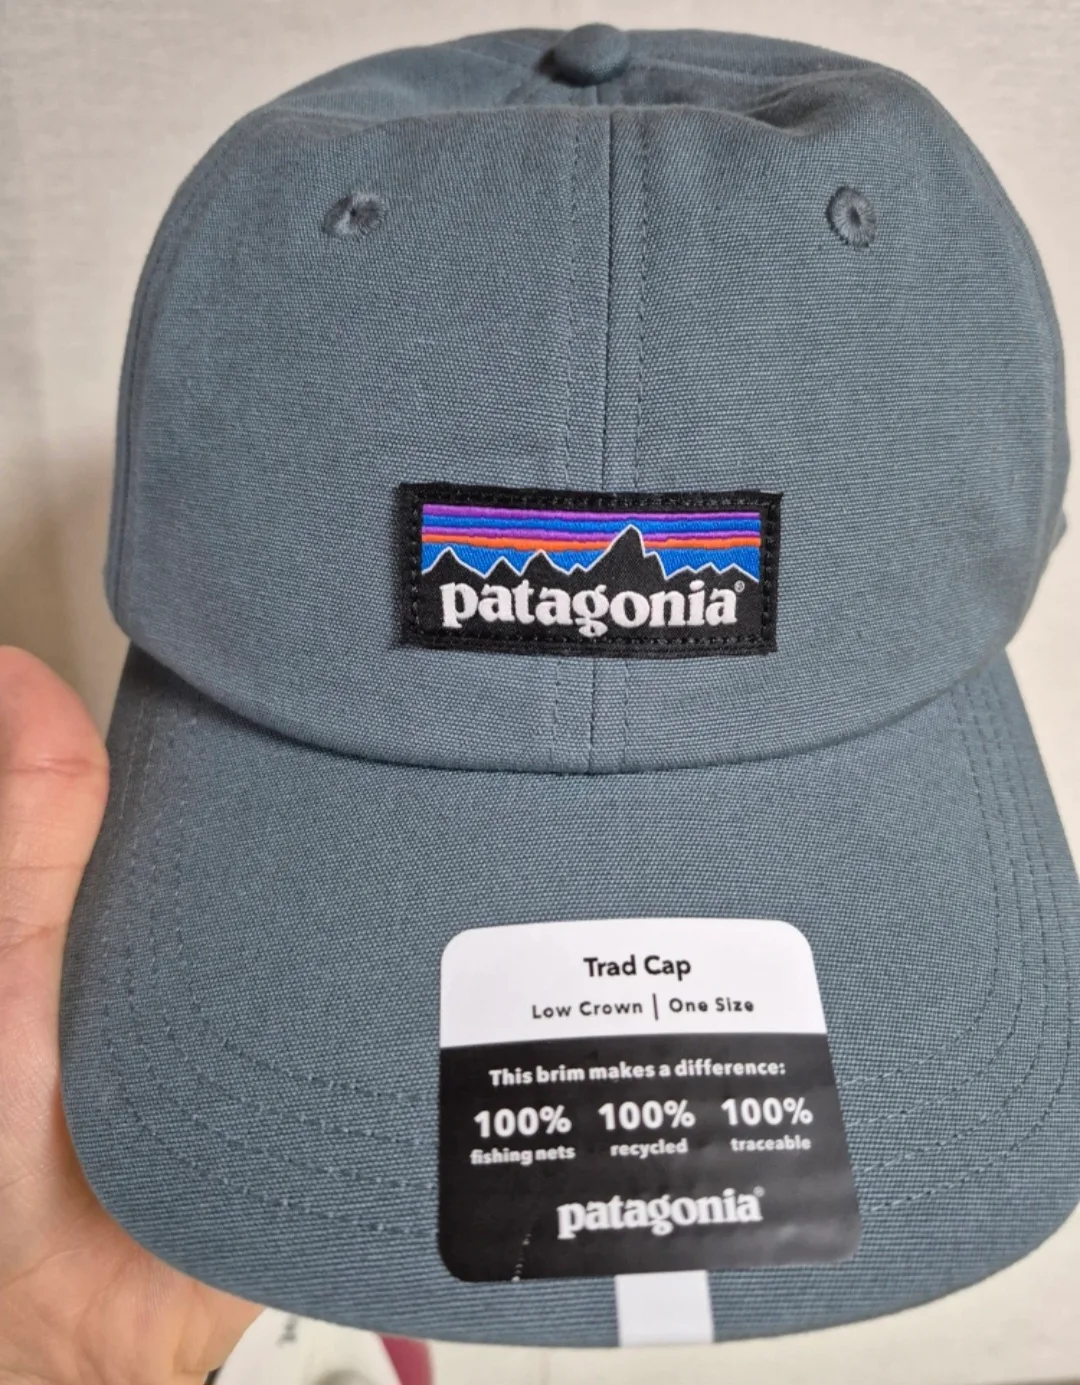 patagonia®
Trad Cap
Low Crown | One Size
This brim makes a difference:
100% 100% 100%
fishing nets recycled traceable
patagonia®